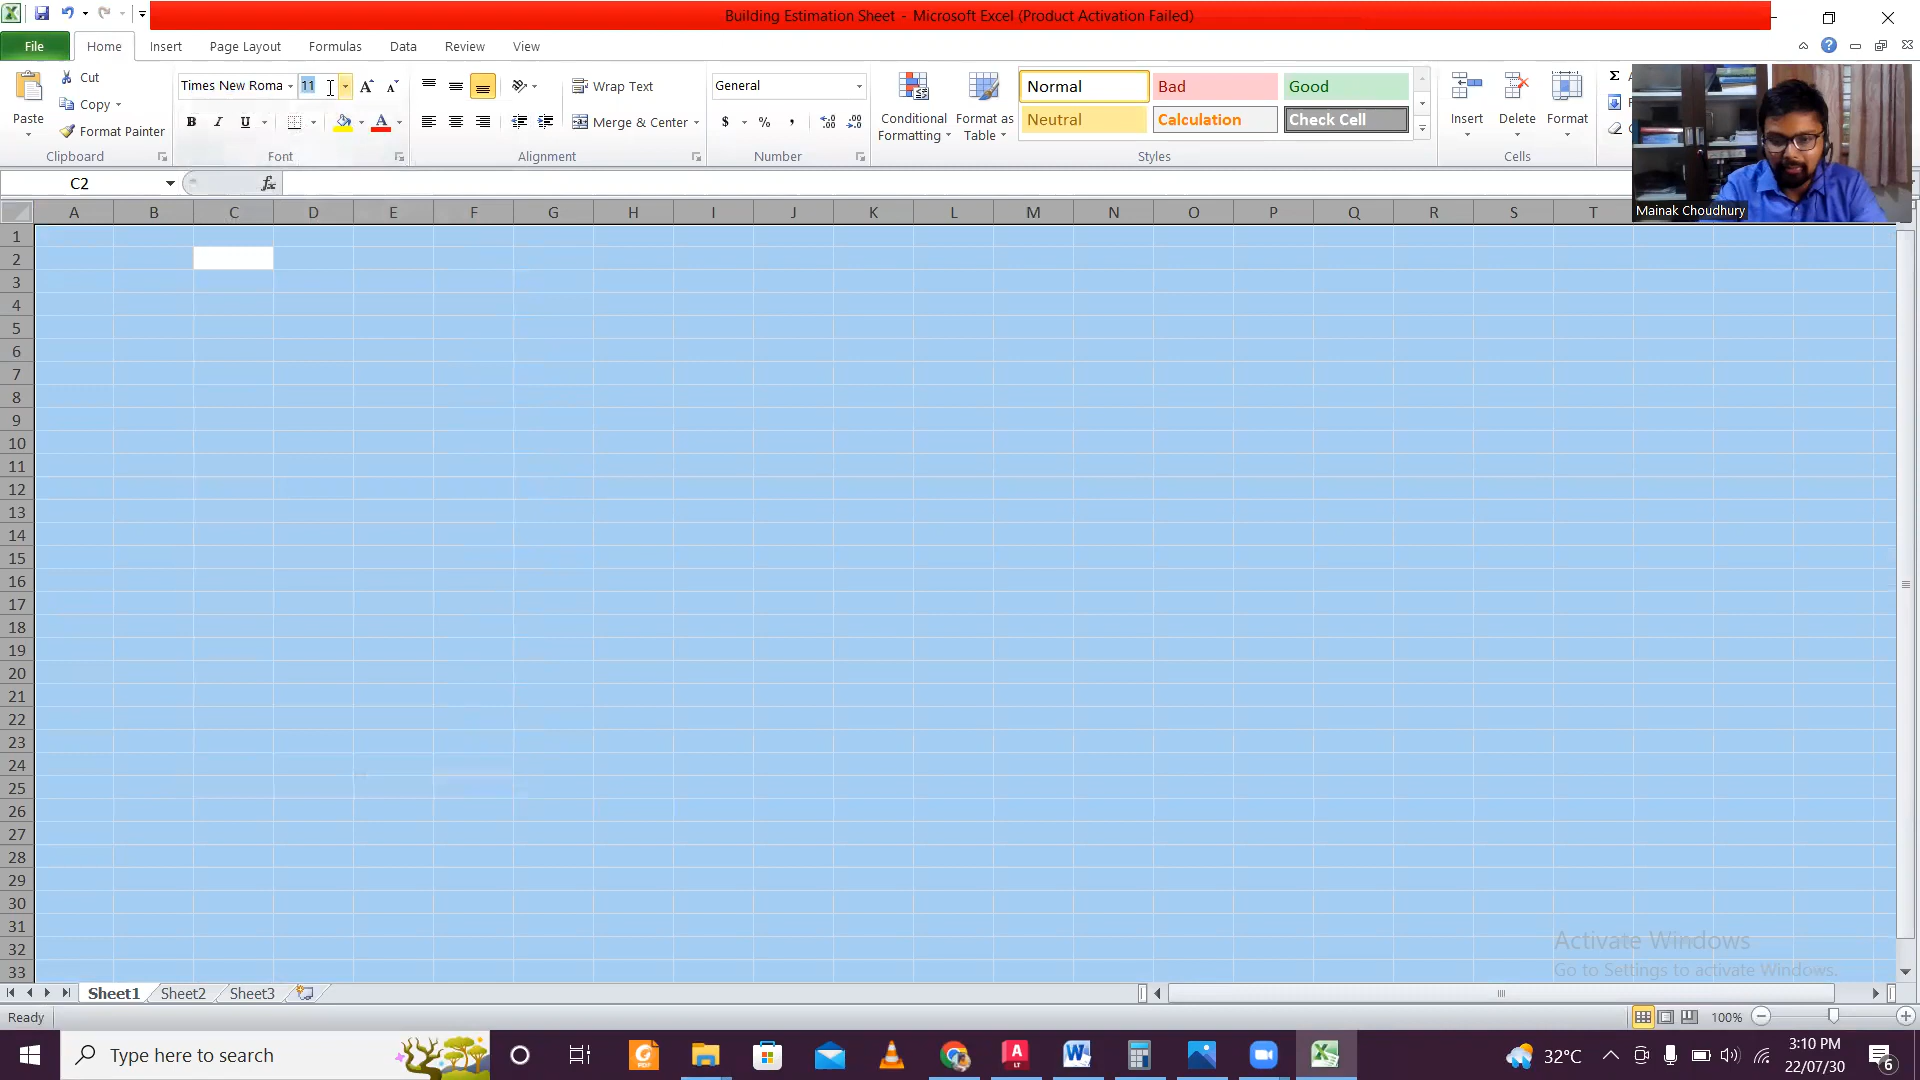 Building Estimation Sheet - Microsoft Excel (Product Activation Failed)
File Home Insert Page Layout Formulas Data Review View
Paste Cut Copy Format Painter Clipboard
Times New Roma 11 Font
Wrap Text Merge & Center Alignment
General Number
Conditional Formatting Format as Table
Normal Bad Good
Neutral Calculation Check Cell
Styles
Insert Delete Format Cells
Mainak Choudhury
C2
A B C D E F G H I J K L M N O P Q R S T
1
2
3
4
5
6
7
8
9
10
11
12
13
14
15
16
17
18
19
20
21
22
23
24
25
26
27
28
29
30
31
32
33
Activate Windows
Go to Settings to activate Windows.
Sheet1 Sheet2 Sheet3
Ready 100%
Type here to search
32°C 3:10 PM
22/07/30
6